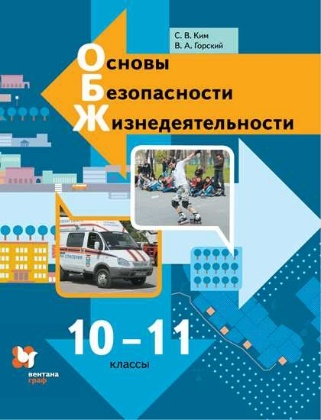 С. В. Ким
В. А. Горский
Основы
Безопасности
Жизнедеятельности
10–11
классы
вентана
граф